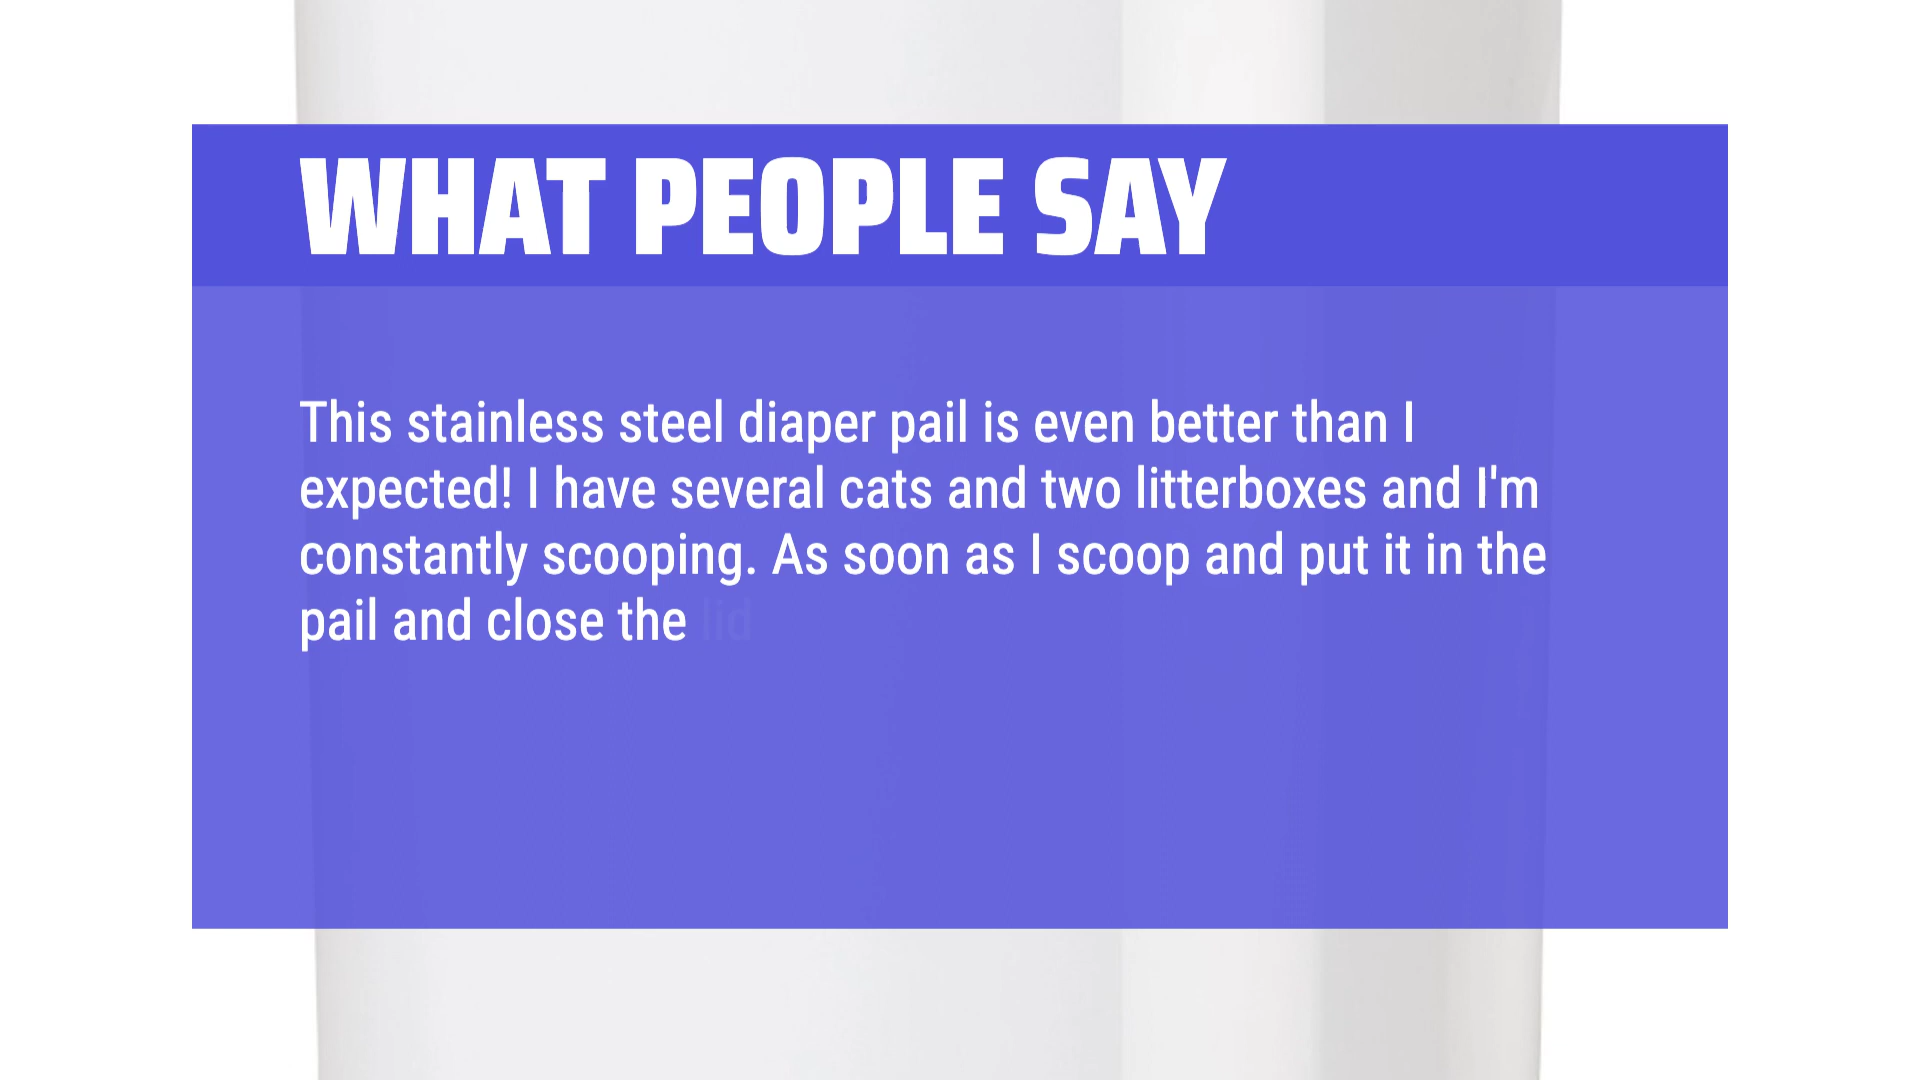 WHAT PEOPLE SAY
This stainless steel diaper pail is even better than I
expected! I have several cats and two litterboxes and I'm
constantly scooping. As soon as I scoop and put it in the
pail and close the lid